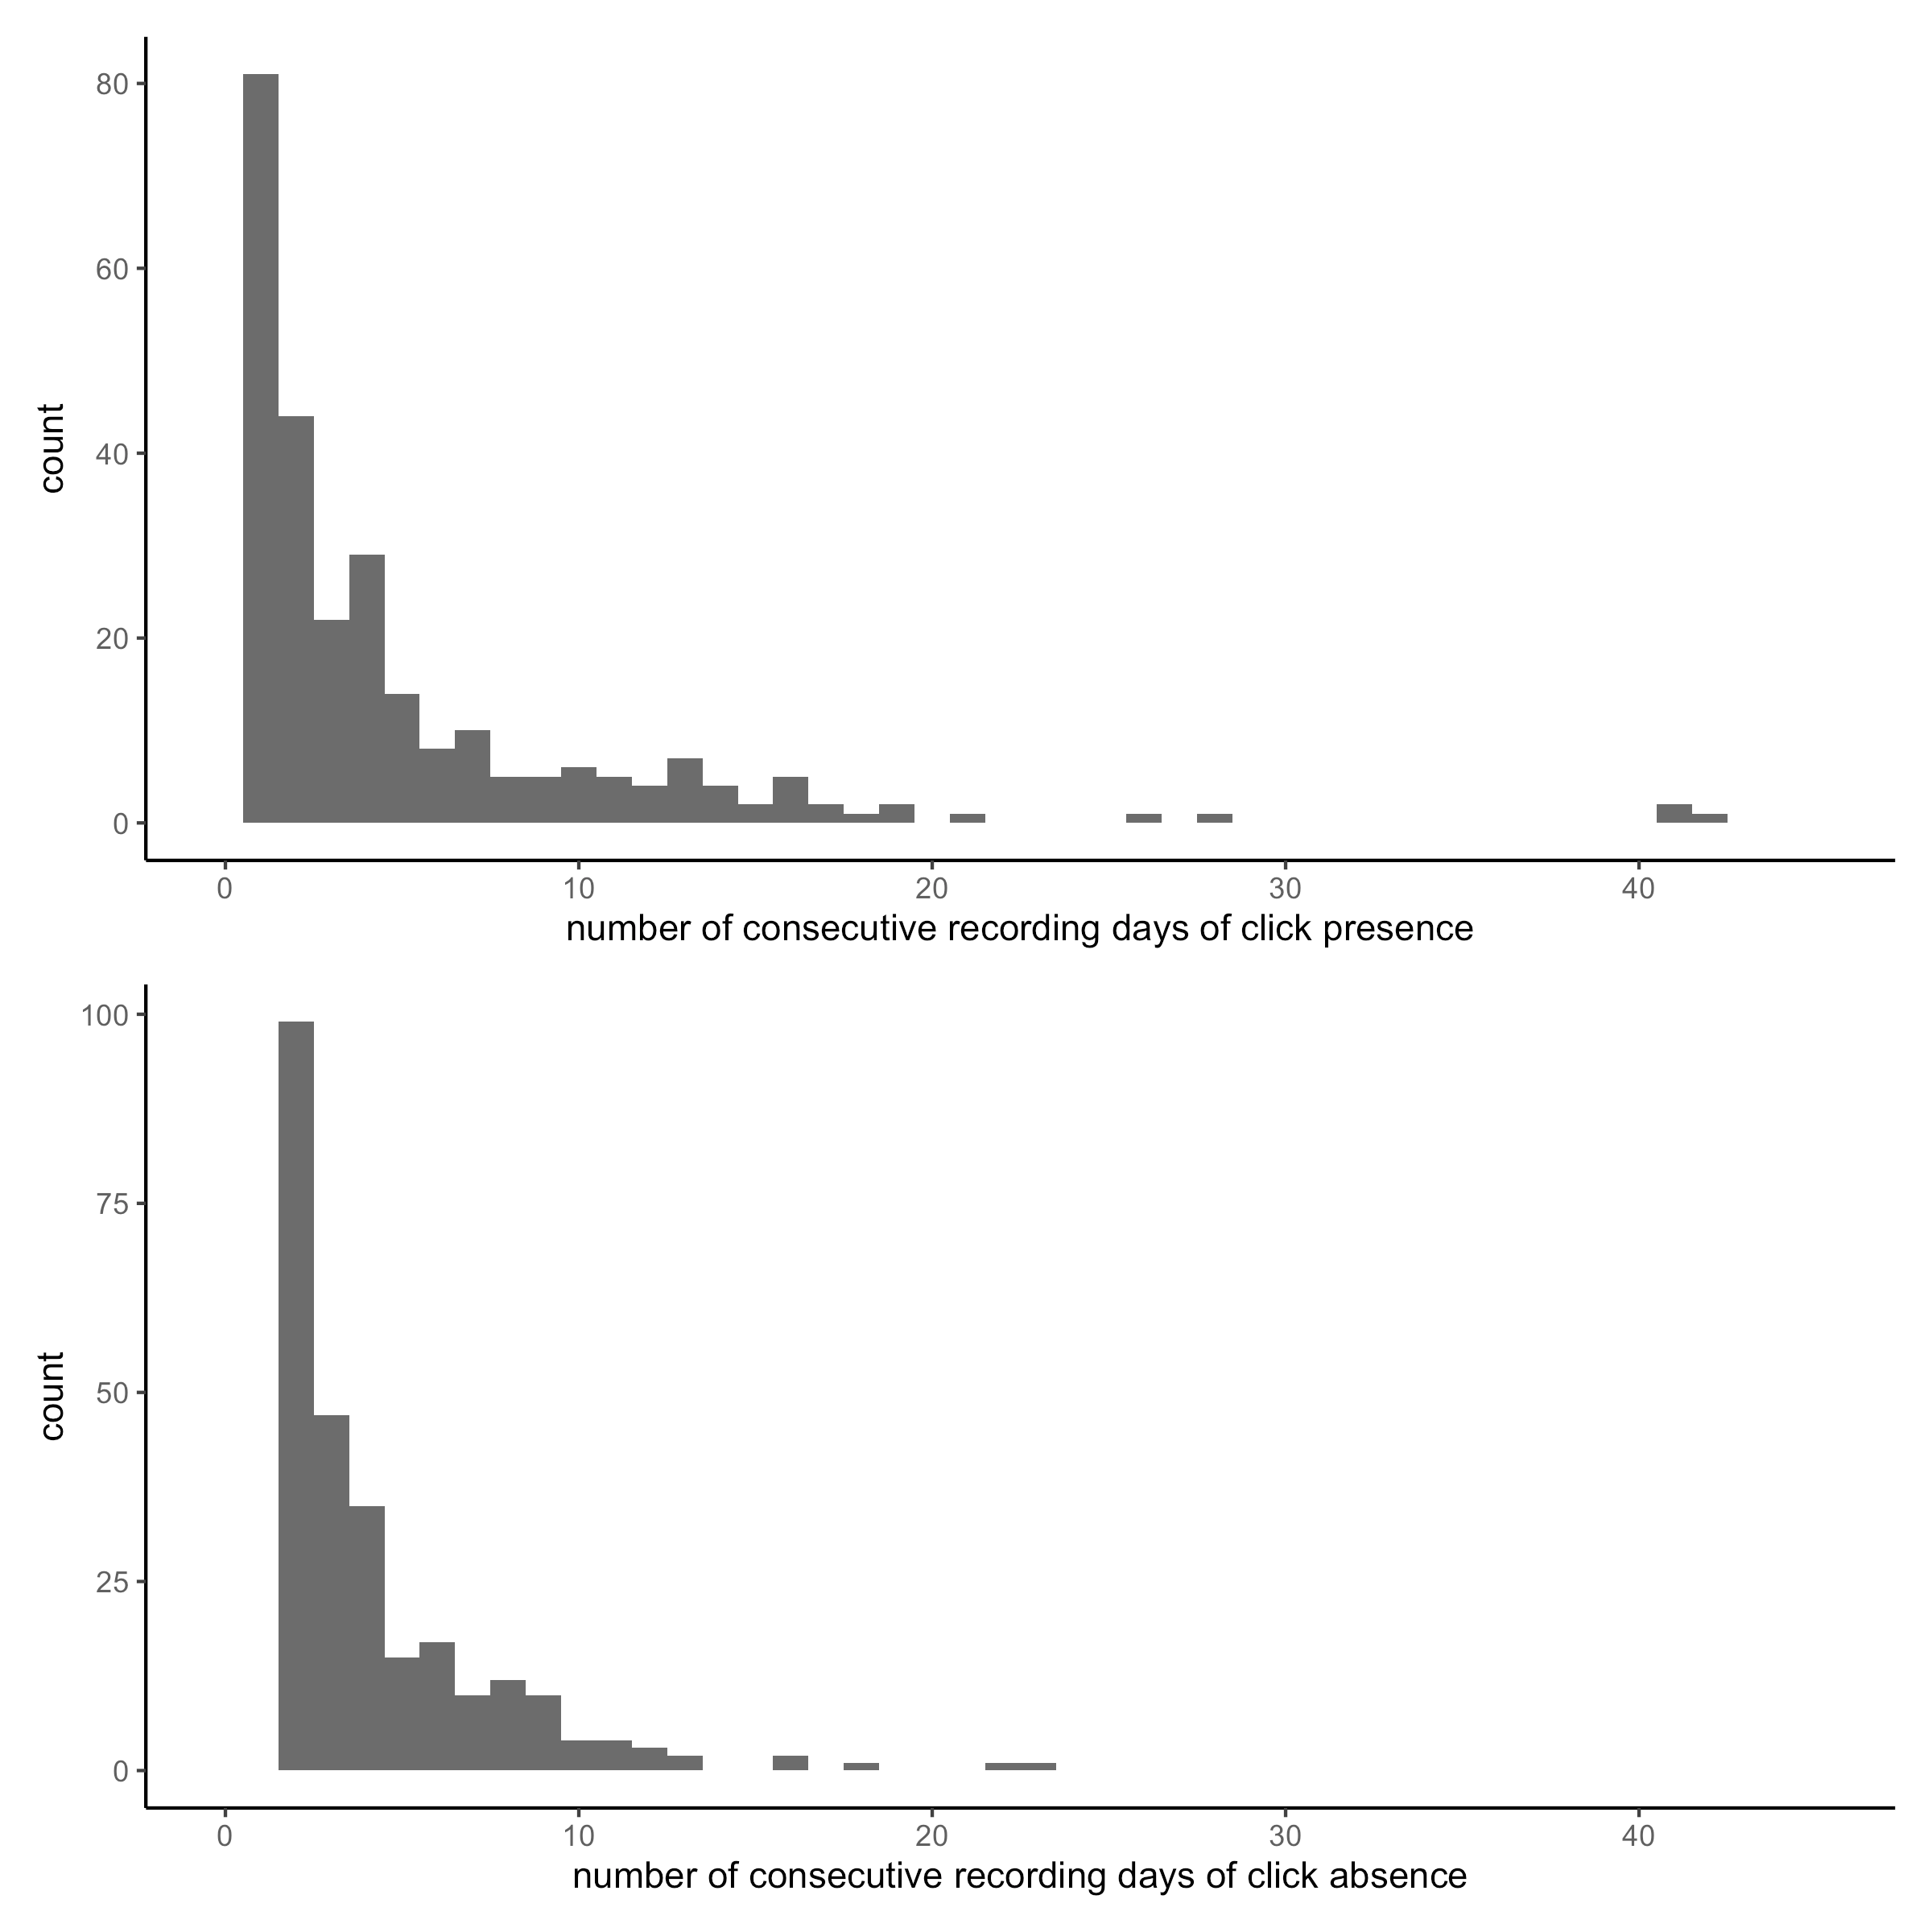 80
60
40
20
0
count
0 10 20 30 40
number of consecutive recording days of click presence
100
75
50
25
0
count
0 10 20 30 40
number of consecutive recording days of click absence